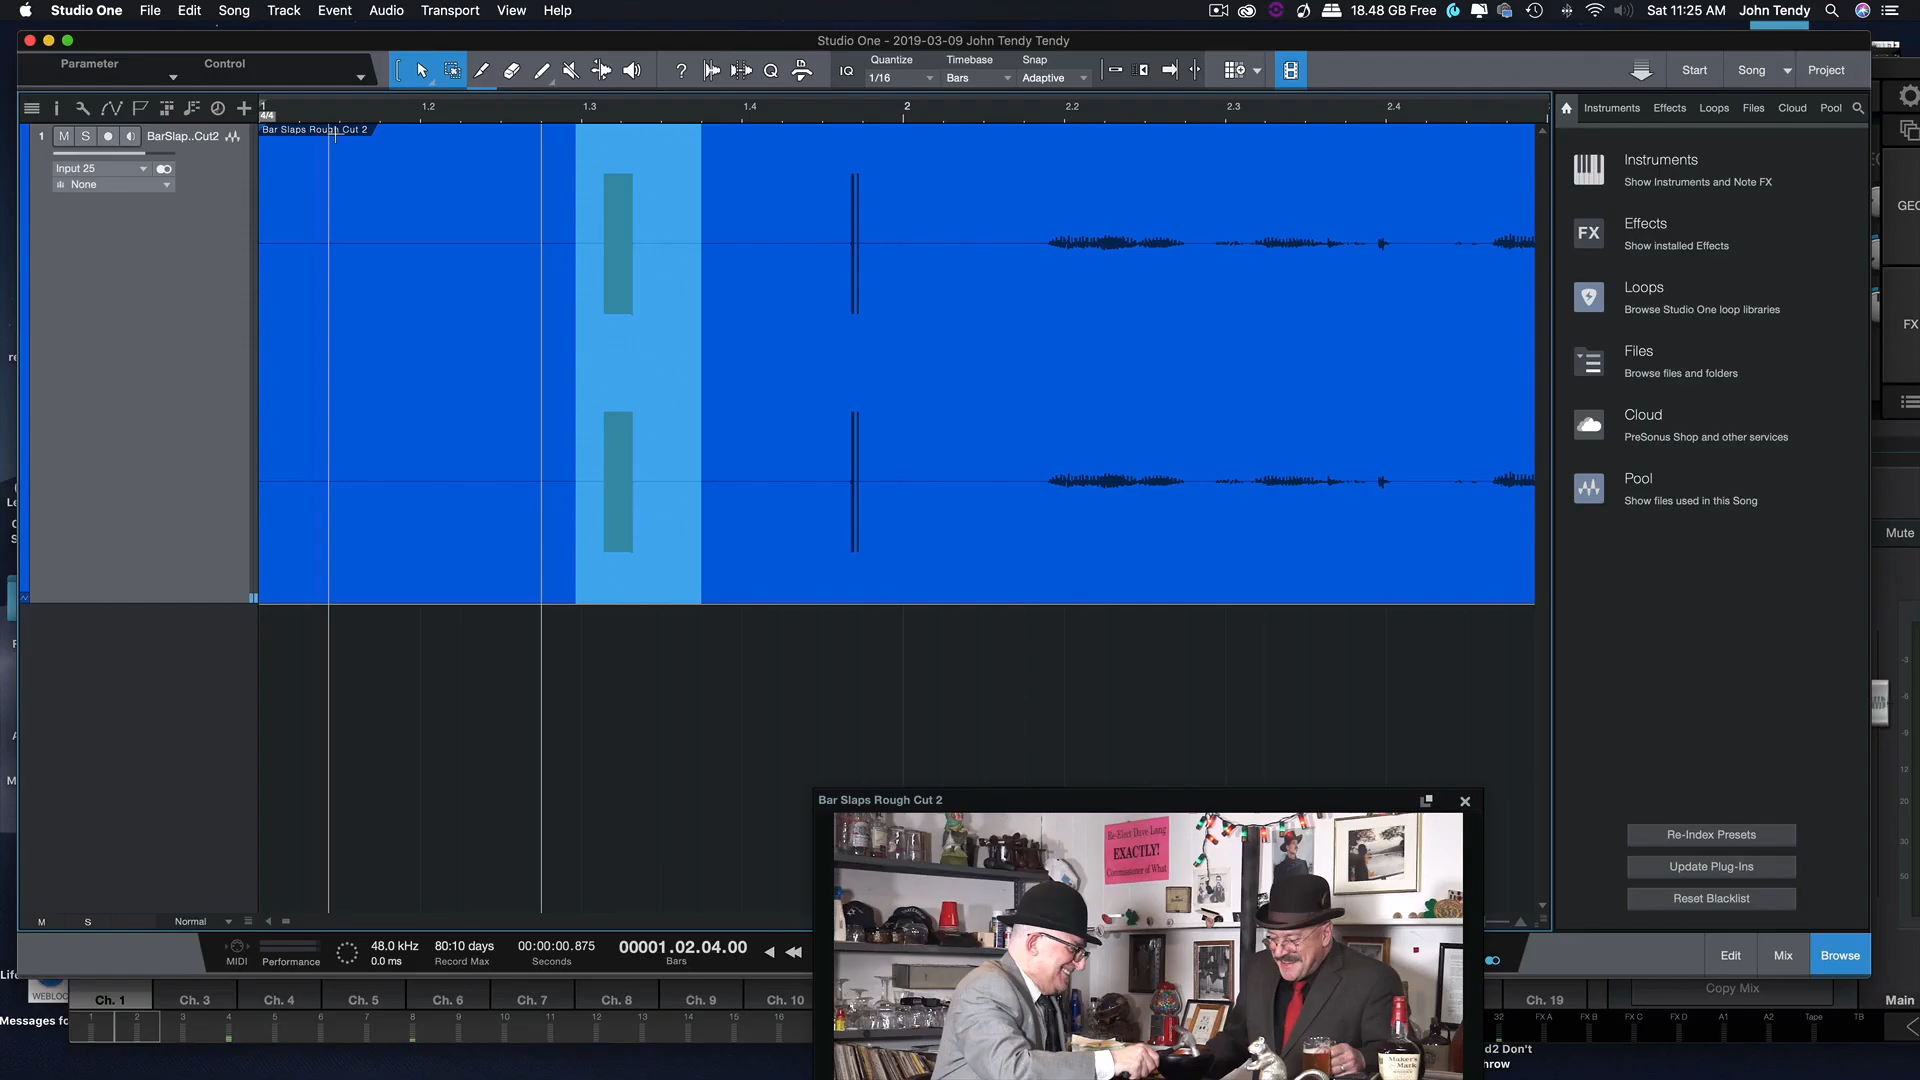 Studio One File Edit Song Track Event Audio Transport View Help
18.48 GB Free Sat 11:25 AM John Tendy
Studio One - 2019-03-09 John Tendy Tendy
Parameter Control
IQ Quantize 1/16 Timebase Bars Snap Adaptive
Start Song Project
1 1.2 1.3 1.4 2 2.2 2.3 2.4
4/4
Instruments Effects Loops Files Cloud Pool
Bar Slaps Rough Cut 2
1 M S BarSlap..Cut2
Input 25
None
Instruments
Show Instruments and Note FX
FX Effects
Show installed Effects
Loops
Browse Studio One loop libraries
Files
Browse files and folders
Cloud
PreSonus Shop and other services
Pool
Show files used in this Song
GEQ
FX
Mute
Bar Slaps Rough Cut 2
Re-Elect Dave Lang
EXACTLY!
Commissioner of What
Maker's
Mark
Re-Index Presets
Update Plug-Ins
Reset Blacklist
M S Normal
MIDI Performance
48.0 kHz
0.0 ms
80:10 days
Record Max
00:00:00.875
Seconds
00001.02.04.00
Bars
Edit Mix Browse
Copy Mix
WEBLOC
Ch. 1 Ch. 3 Ch. 4 Ch. 5 Ch. 6 Ch. 7 Ch. 8 Ch. 9 Ch. 10 Ch. 19 Main
1 2 3 4 5 6 7 8 9 10 11 12 13 14 15 16 32 FX A FX B FX C FX D A1 A2 Tape TB
Messages fo
d2 Don't
hrow